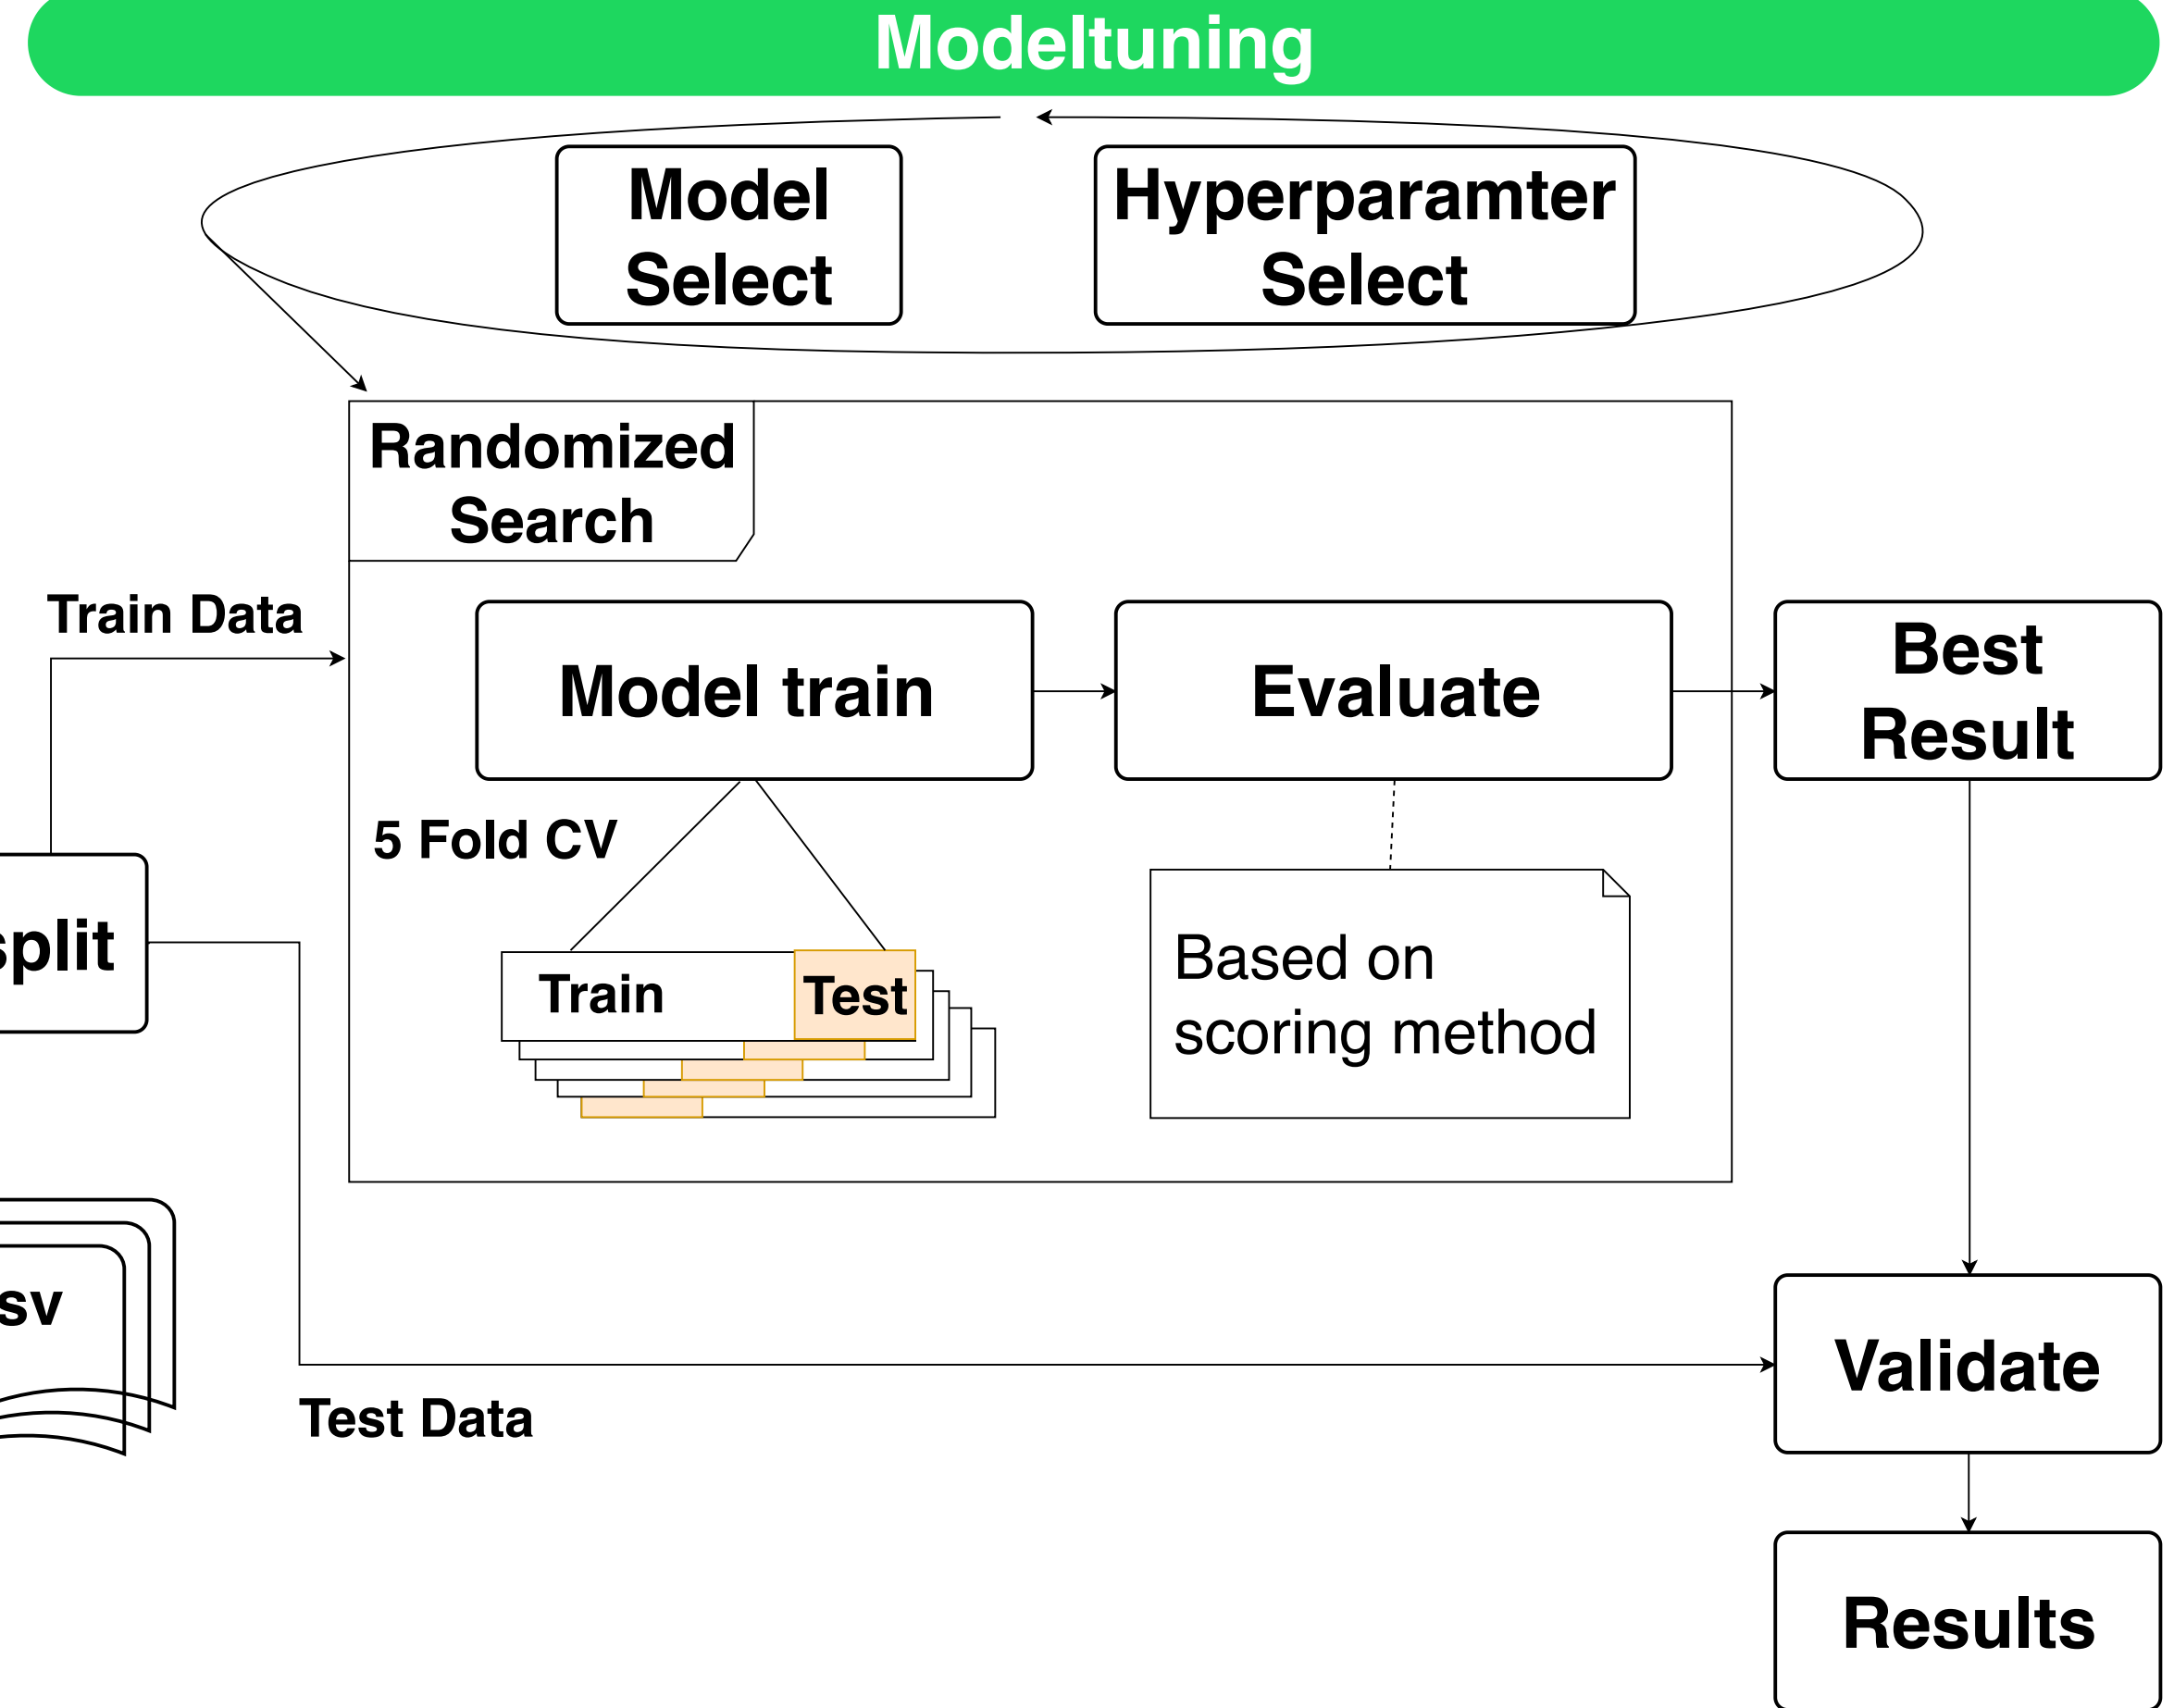 Modeltuning
Model
Select
Hyperparamter
Select
Randomized
Search
Train Data
Model train
Evaluate
Best
Result
5 Fold CV
split
Train
Test
Based on
scoring method
sv
Validate
Test Data
Results